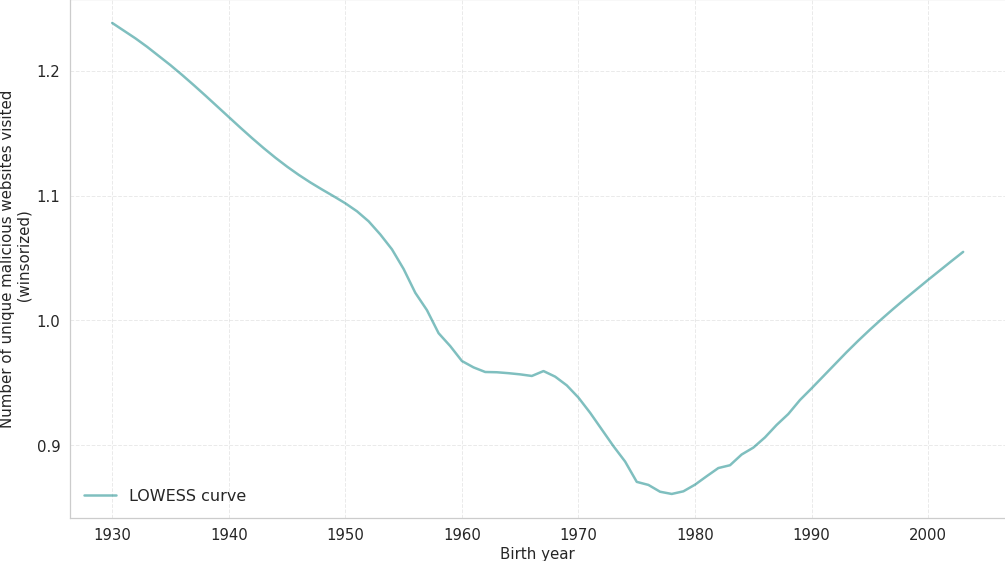 Number of unique malicious websites visited
(winsorized)
1.2
1.1
1.0
0.9
LOWESS curve
1930 1940 1950 1960 1970 1980 1990 2000
Birth year